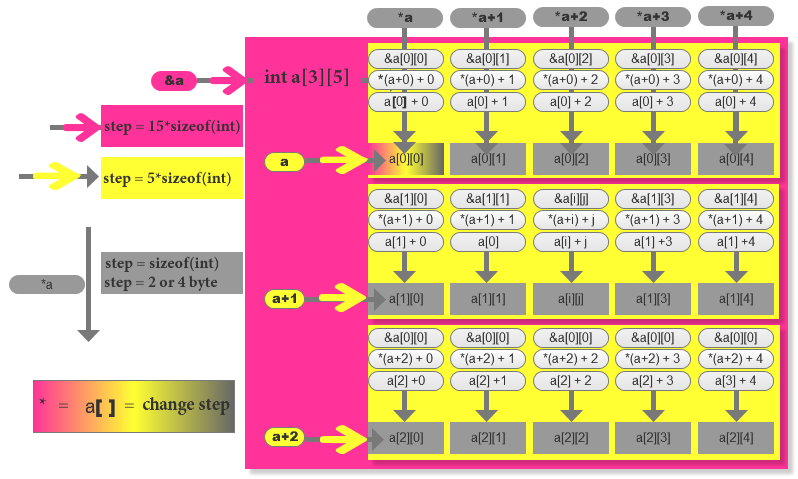 *a *a+1 *a+2 *a+3 *a+4
&a int a[3][5]
&a[0][0] &a[0][1] &a[0][2] &a[0][3] &a[0][4]
*(a+0) + 0 *(a+0) + 1 *(a+0) + 2 *(a+0) + 3 *(a+0) + 4
a[0] + 0 a[0] + 1 a[0] + 2 a[0] + 3 a[0] + 4
step = 15*sizeof(int)
a a[0][0] a[0][1] a[0][2] a[0][3] a[0][4]
step = 5*sizeof(int)
&a[1][0] &a[1][1] &a[i][j] &a[1][3] &a[1][4]
*(a+1) + 0 *(a+1) + 1 *(a+i) + j *(a+1) + 3 *(a+1) + 4
a[1] + 0 a[0] a[i] + j a[1] +3 a[1] +4
step = sizeof(int)
step = 2 or 4 byte
*a
a+1 a[1][0] a[1][1] a[i][j] a[1][3] a[1][4]
&a[0][0] &a[0][0] &a[0][0] &a[0][0] &a[0][0]
*(a+2) + 0 *(a+2) + 1 *(a+2) + 2 *(a+2) + 3 *(a+2) + 4
a[2] +0 a[2] +1 a[2] + 2 a[2] + 3 a[3] + 4
* = a[ ] = change step
a+2 a[2][0] a[2][1] a[2][2] a[2][3] a[2][4]